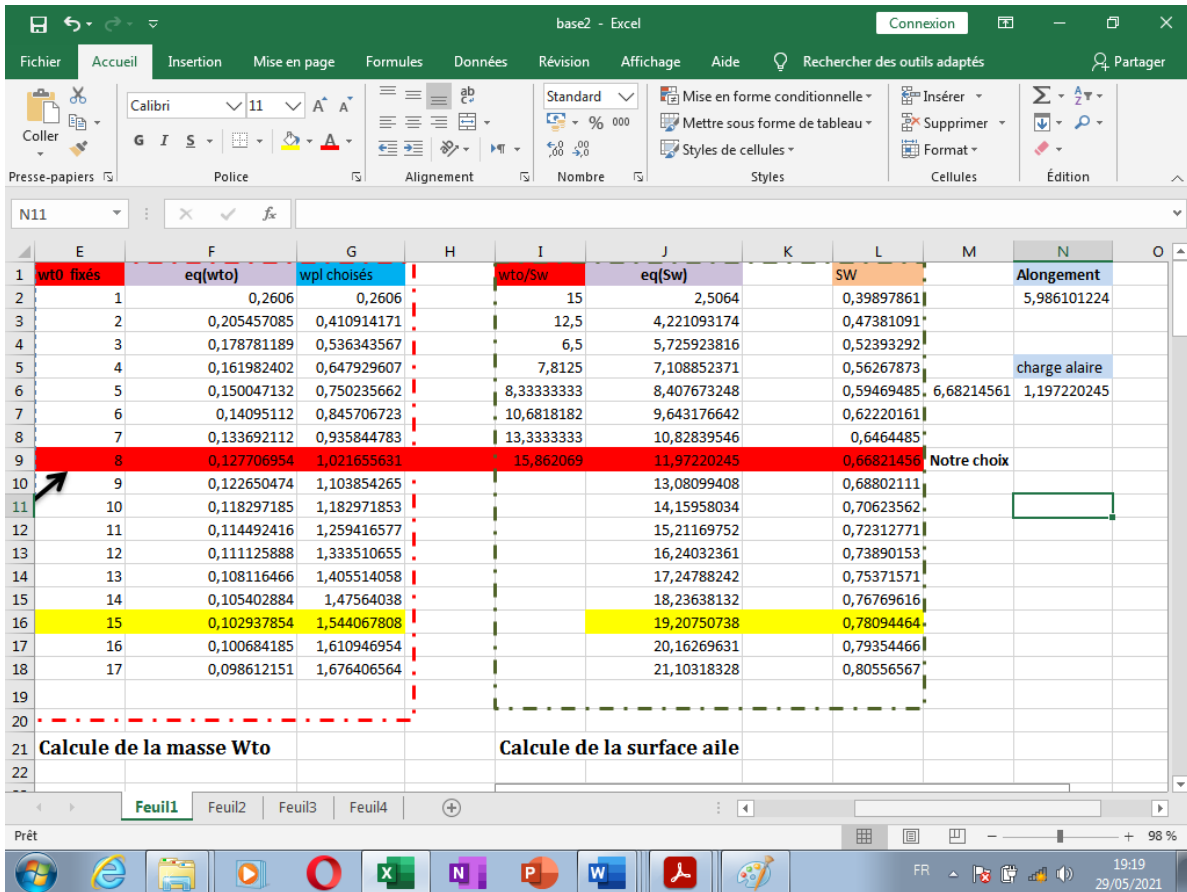 base2 - Excel Connexion
Fichier Accueil Insertion Mise en page Formules Données Révision Affichage Aide Rechercher des outils adaptés Partager
Coller
Calibri 11 A A
G I S A
ab
Standard
% 000
,00
Mise en forme conditionnelle
Mettre sous forme de tableau
Styles de cellules
Insérer
Supprimer
Format
Presse-papiers Police Alignement Nombre Styles Cellules Édition
N11 fx
E F G H I J K L M N O
1 wt0 fixés eq(wto) wpl choisés wto/Sw eq(Sw) SW Alongement
2 1 0,2606 0,2606 15 2,5064 0,39897861 5,986101224
3 2 0,205457085 0,410914171 12,5 4,221093174 0,47381091
4 3 0,178781189 0,536343567 6,5 5,725923816 0,52393292
5 4 0,161982402 0,647929607 7,8125 7,108852371 0,56267873 charge alaire
6 5 0,150047132 0,750235662 8,33333333 8,407673248 0,59469485 6,68214561 1,197220245
7 6 0,14095112 0,845706723 10,6818182 9,643176642 0,62220161
8 7 0,133692112 0,935844783 13,3333333 10,82839546 0,6464485
9 8 0,127706954 1,021655631 15,862069 11,97220245 0,66821456 Notre choix
10 9 0,122650474 1,103854265 13,08099408 0,68802111
11 10 0,118297185 1,182971853 14,15958034 0,70623562
12 11 0,114492416 1,259416577 15,21169752 0,72312771
13 12 0,111125888 1,333510655 16,24032361 0,73890153
14 13 0,108116466 1,405514058 17,24788242 0,75371571
15 14 0,105402884 1,47564038 18,23638132 0,76769616
16 15 0,102937854 1,544067808 19,20750738 0,78094464
17 16 0,100684185 1,610946954 20,16269631 0,79354466
18 17 0,098612151 1,676406564 21,10318328 0,80556567
19
20
21 Calcule de la masse Wto Calcule de la surface aile
22
Feuil1 Feuil2 Feuil3 Feuil4
Prêt 98 %
FR 19:19
29/05/2021